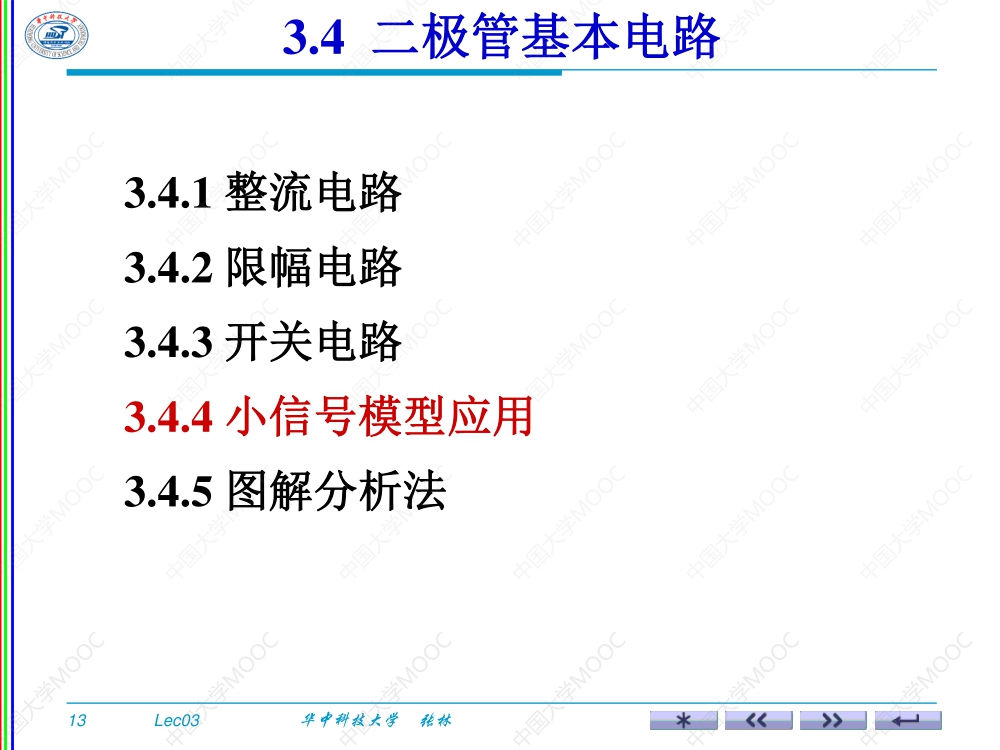 3.4 二极管基本电路
3.4.1 整流电路
3.4.2 限幅电路
3.4.3 开关电路
3.4.4 小信号模型应用
3.4.5 图解分析法
13 Lec03 华中科技大学 张林
中国大学MOOC